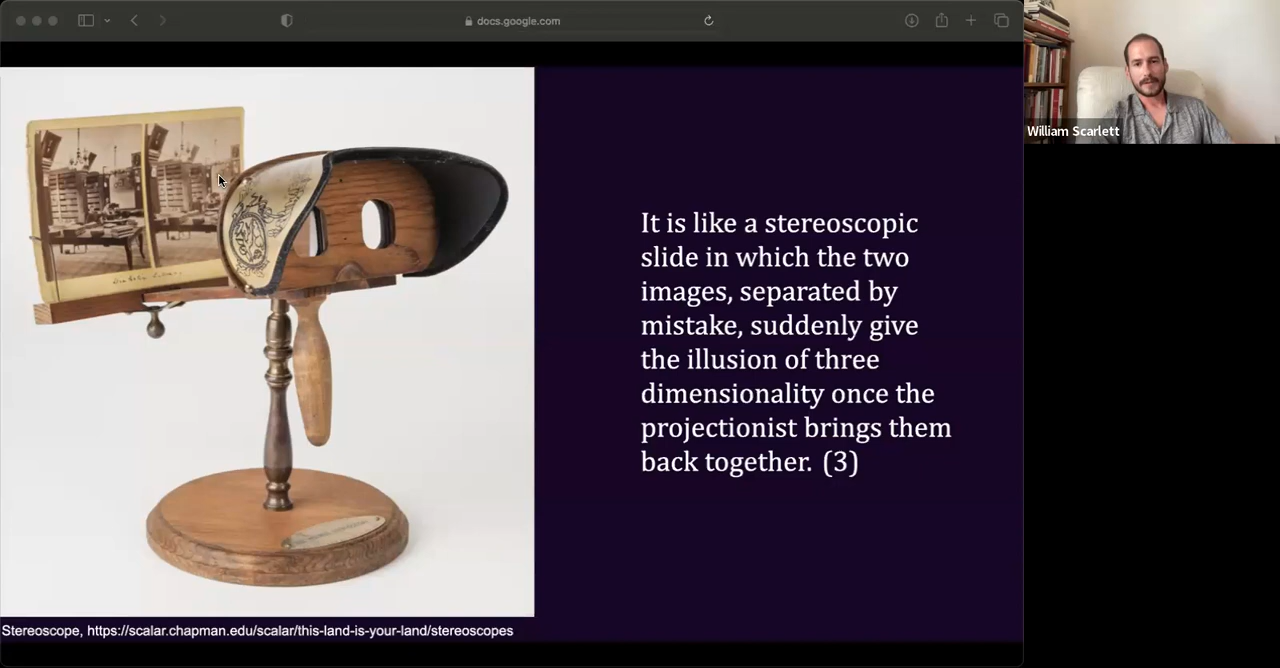 docs.google.com
William Scarlett
It is like a stereoscopic
slide in which the two
images, separated by
mistake, suddenly give
the illusion of three
dimensionality once the
projectionist brings them
back together. (3)
Stereoscope, https://scalar.chapman.edu/scalar/this-land-is-your-land/stereoscopes